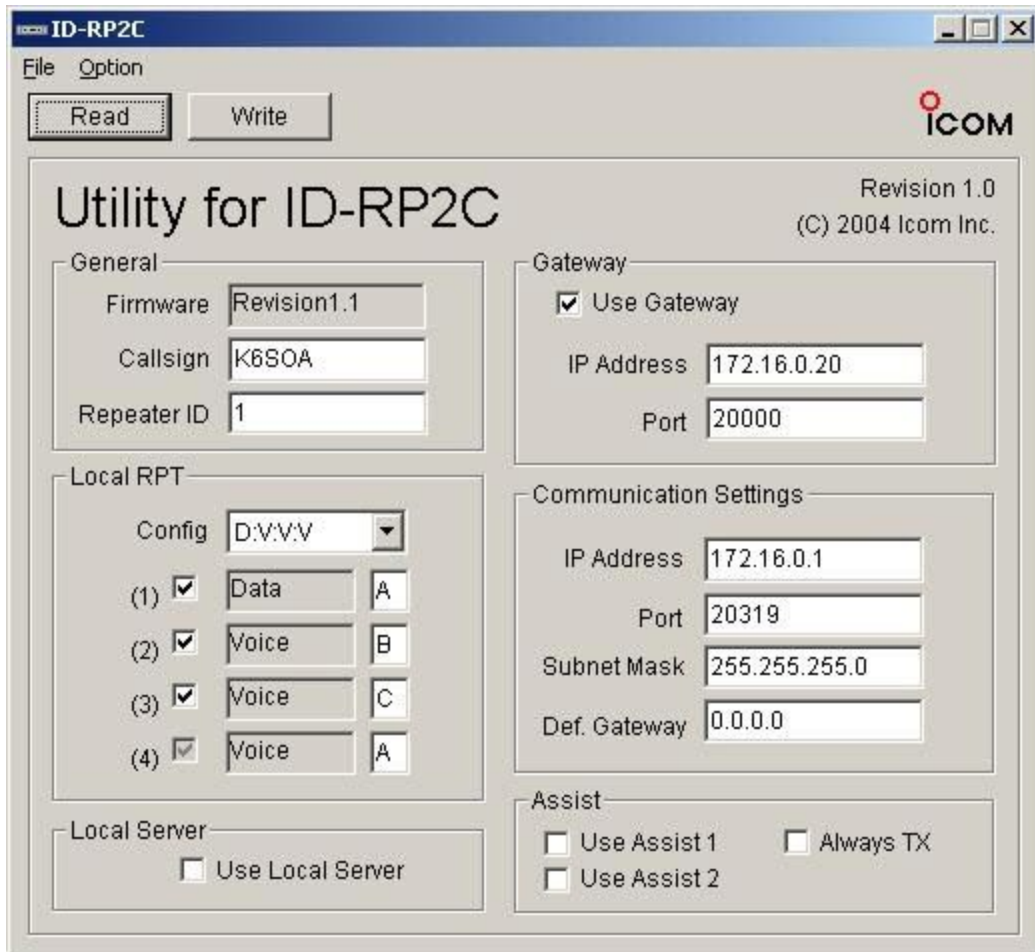 ID-RP2C
File Option
Read Write
ICOM
Utility for ID-RP2C
Revision 1.0
(C) 2004 Icom Inc.
General
Firmware Revision1.1
Callsign K6SOA
Repeater ID 1
Local RPT
Config D:V:V:V
(1) Data A
(2) Voice B
(3) Voice C
(4) Voice A
Local Server
Use Local Server
Gateway
Use Gateway
IP Address 172.16.0.20
Port 20000
Communication Settings
IP Address 172.16.0.1
Port 20319
Subnet Mask 255.255.255.0
Def. Gateway 0.0.0.0
Assist
Use Assist 1 Always TX
Use Assist 2